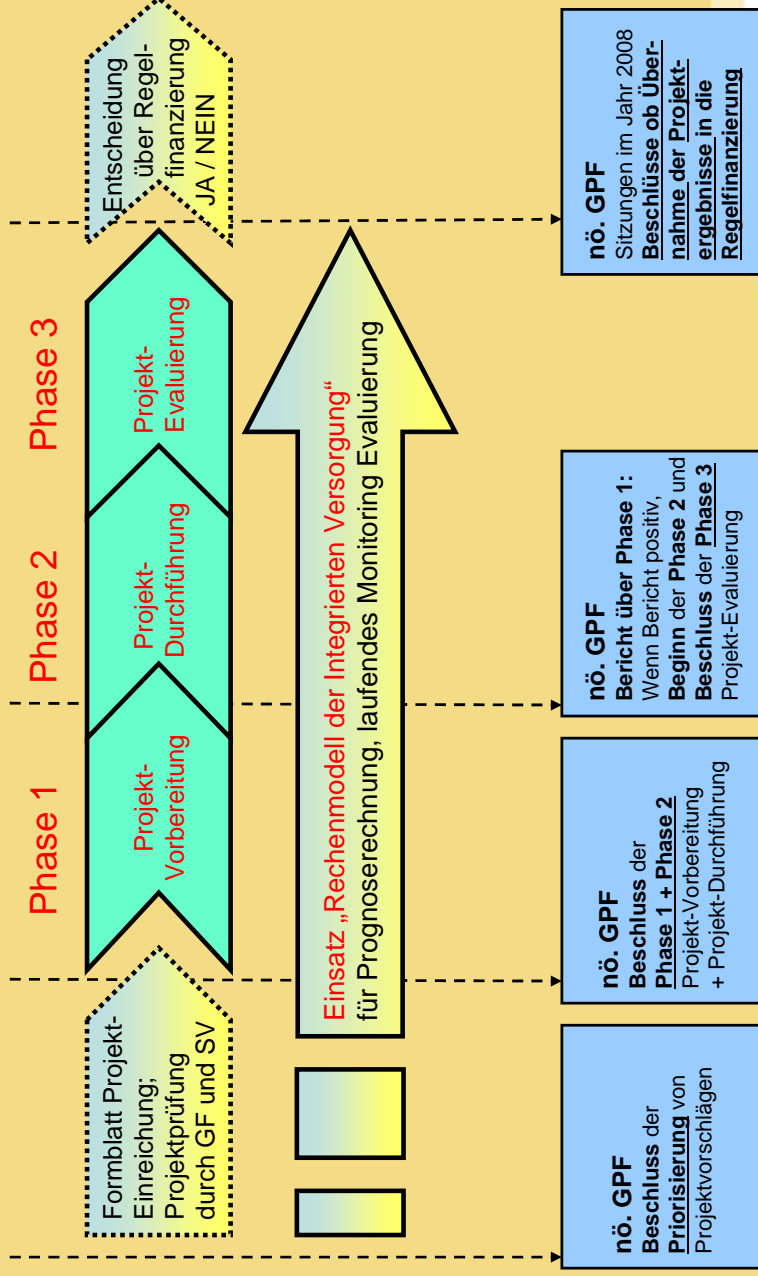 Phase 1
Phase 2
Phase 3
Formblatt Projekt-
Einreichung;
Projektprüfung
durch GF und SV
Projekt-
Vorbereitung
Projekt-
Durchführung
Projekt-
Evaluierung
Entscheidung
über Regel-
finanzierung
JA / NEIN
Einsatz „Rechenmodell der Integrierten Versorgung“
für Prognoserechnung, laufendes Monitoring Evaluierung
nö. GPF
Beschluss der
Priorisierung von
Projektvorschlägen
nö. GPF
Beschluss der
Phase 1 + Phase 2
Projekt-Vorbereitung
+ Projekt-Durchführung
nö. GPF
Bericht über Phase 1:
Wenn Bericht positiv,
Beginn der Phase 2 und
Beschluss der Phase 3
Projekt-Evaluierung
nö. GPF
Sitzungen im Jahr 2008
Beschlüsse ob Über-
nahme der Projekt-
ergebnisse in die
Regelfinanzierung